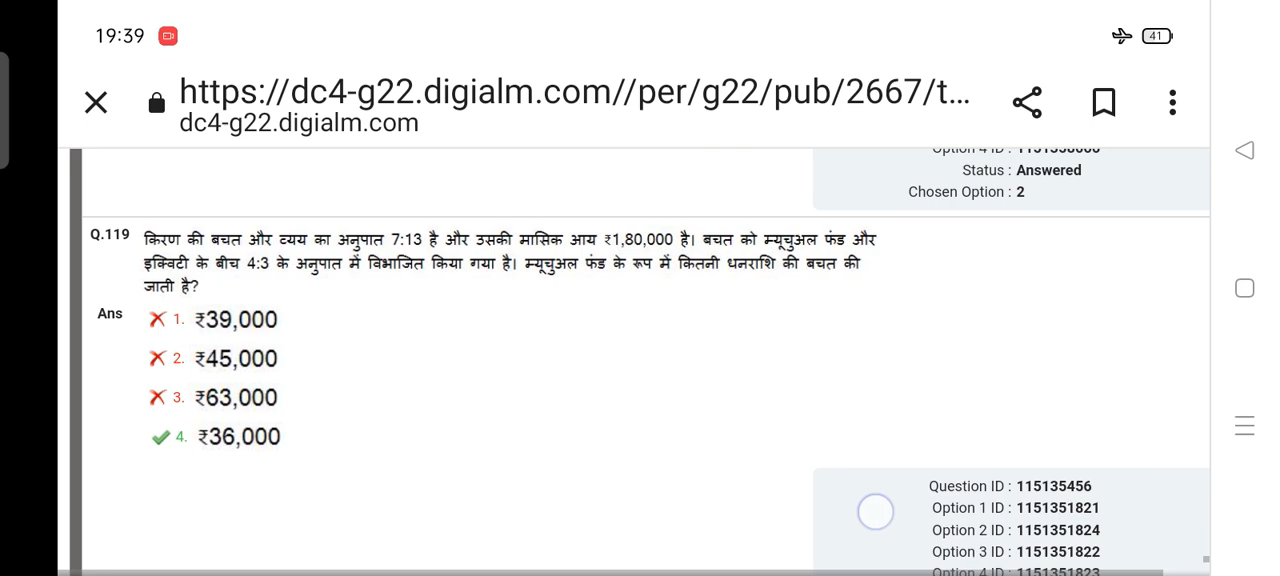 19:39
41
https://dc4-g22.digialm.com//per/g22/pub/2667/t...
dc4-g22.digialm.com
Status : Answered
Chosen Option : 2
Q.119 किरण की बचत और व्यय का अनुपात 7:13 है और उसकी मासिक आय ₹1,80,000 है। बचत को म्यूचुअल फंड और
इक्विटी के बीच 4:3 के अनुपात में विभाजित किया गया है। म्यूचुअल फंड के रूप में कितनी धनराशि की बचत की
जाती है?
Ans
1. ₹39,000
2. ₹45,000
3. ₹63,000
4. ₹36,000
Question ID : 115135456
Option 1 ID : 1151351821
Option 2 ID : 1151351824
Option 3 ID : 1151351822
Option 4 ID : 1151351823